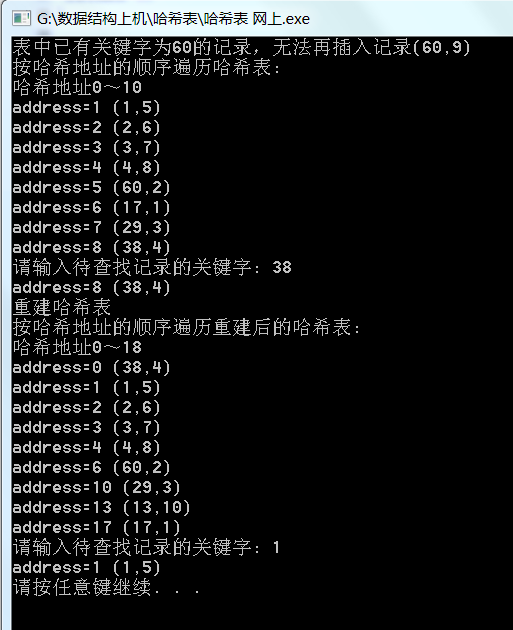 G:\数据结构上机\哈希表\哈希表 网上.exe
表中已有关键字为60的记录，无法再插入记录(60,9)
按哈希地址的顺序遍历哈希表：
哈希地址0～10
address=1 (1,5)
address=2 (2,6)
address=3 (3,7)
address=4 (4,8)
address=5 (60,2)
address=6 (17,1)
address=7 (29,3)
address=8 (38,4)
请输入待查找记录的关键字：38
address=8 (38,4)
重建哈希表
按哈希地址的顺序遍历重建后的哈希表：
哈希地址0～18
address=0 (38,4)
address=1 (1,5)
address=2 (2,6)
address=3 (3,7)
address=4 (4,8)
address=6 (60,2)
address=10 (29,3)
address=13 (13,10)
address=17 (17,1)
请输入待查找记录的关键字：1
address=1 (1,5)
请按任意键继续. . .